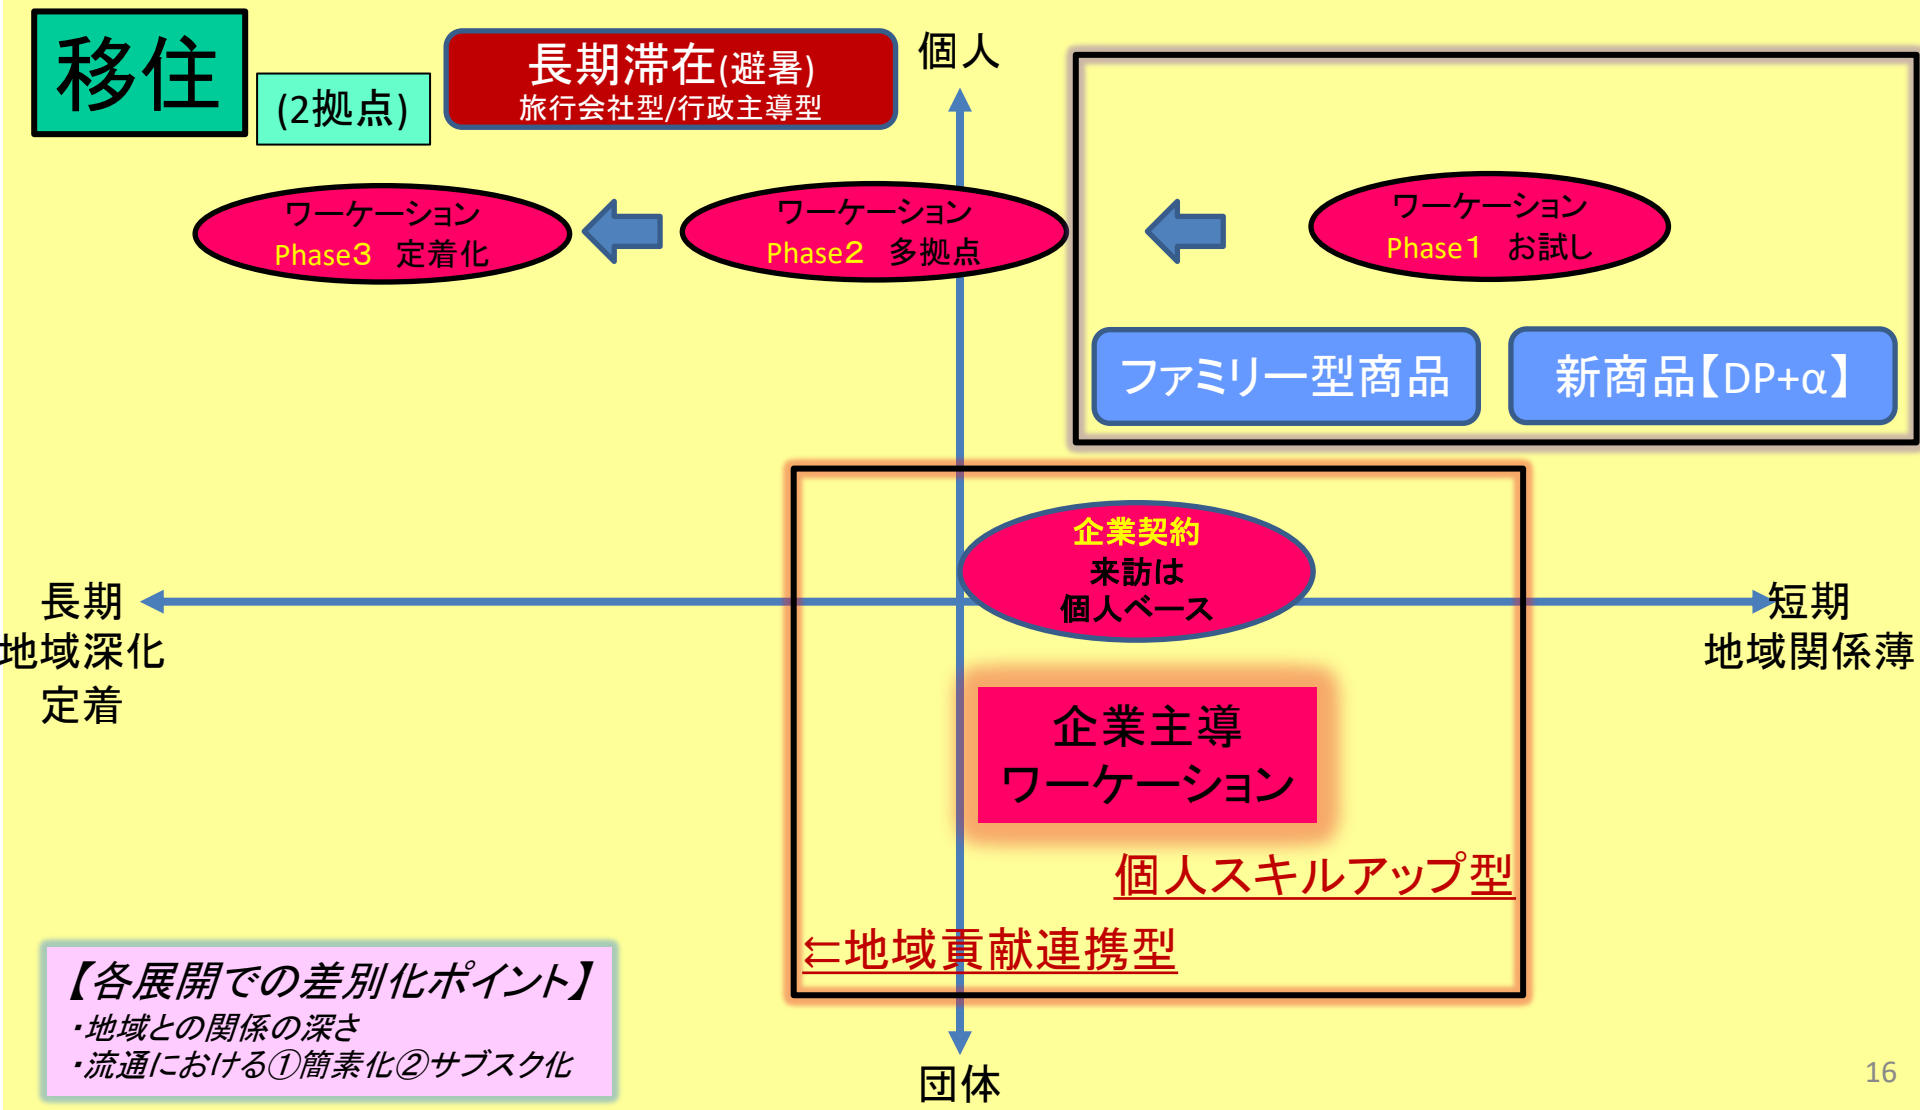 移住
(2拠点)
長期滞在(避暑)
旅行会社型/行政主導型
個人
ワーケーション
Phase3 定着化
ワーケーション
Phase2 多拠点
ワーケーション
Phase1 お試し
ファミリー型商品
新商品【DP+α】
企業契約
来訪は
個人ベース
長期
地域深化
定着
短期
地域関係薄
企業主導
ワーケーション
個人スキルアップ型
←地域貢献連携型
【各展開での差別化ポイント】
・地域との関係の深さ
・流通における①簡素化②サブスク化
団体
16